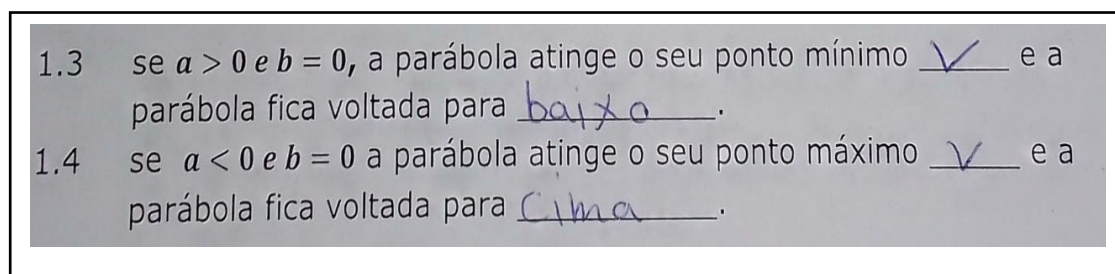 1.3 se a > 0 e b = 0, a parábola atinge o seu ponto mínimo V e a
parábola fica voltada para baixo.
1.4 se a < 0 e b = 0 a parábola atinge o seu ponto máximo V e a
parábola fica voltada para Cima.